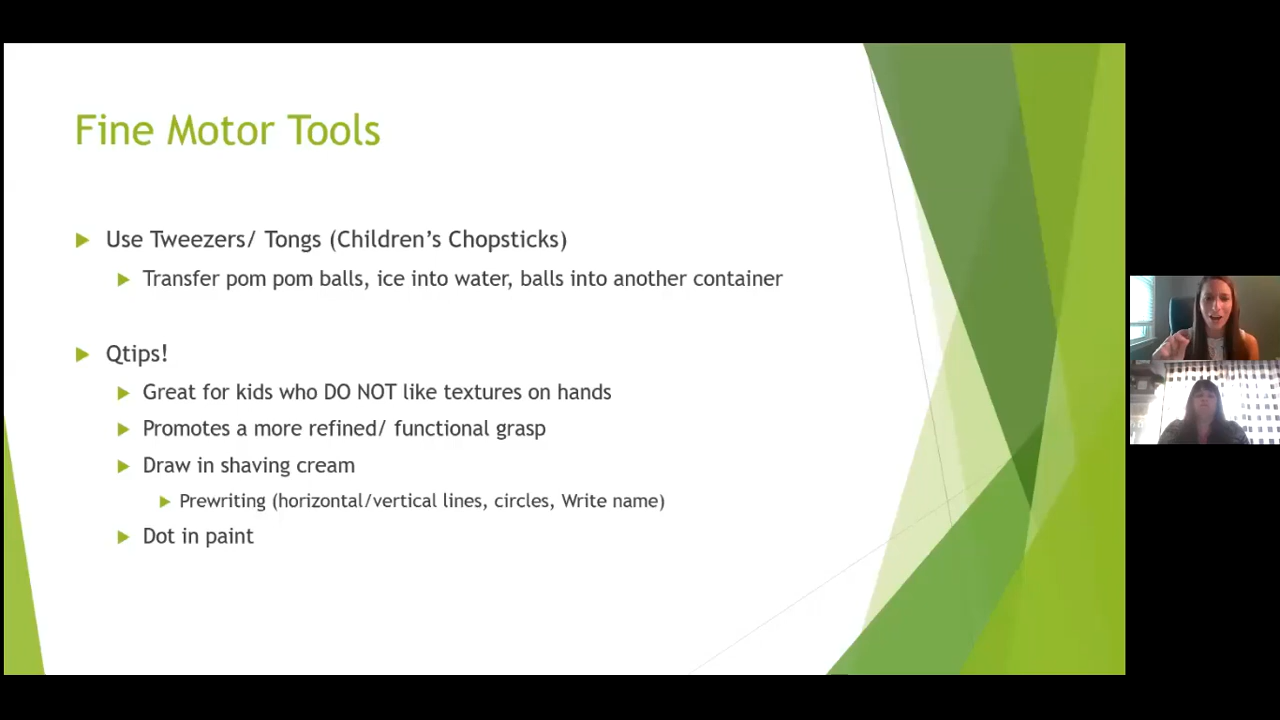 Fine Motor Tools
Use Tweezers/ Tongs (Children’s Chopsticks)
Transfer pom pom balls, ice into water, balls into another container
Qtips!
Great for kids who DO NOT like textures on hands
Promotes a more refined/ functional grasp
Draw in shaving cream
Prewriting (horizontal/vertical lines, circles, Write name)
Dot in paint